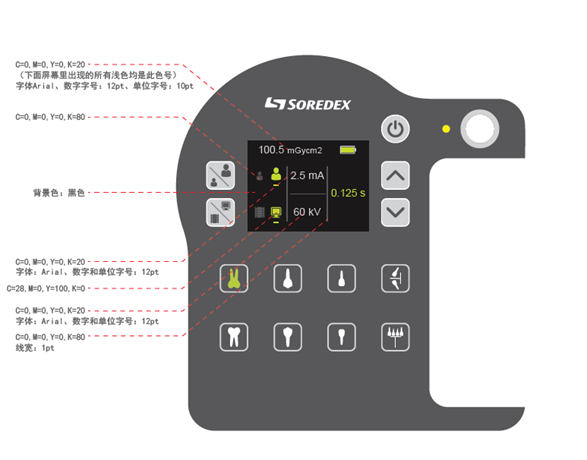 C=0,M=0,Y=0,K=20
（下面屏幕里出现的所有浅色均是此色号）
字体Arial、数字字号：12pt、单位字号：10pt
SOREDEX
C=0,M=0,Y=0,K=80
100.5 mGycm2
2.5 mA
背景色：黑色
0.125 s
60 kV
C=0,M=0,Y=0,K=20
字体：Arial、数字和单位字号：12pt
C=28,M=0,Y=100,K=0
C=0,M=0,Y=0,K=20
字体：Arial、数字和单位字号：12pt
C=0,M=0,Y=0,K=80
线宽：1pt